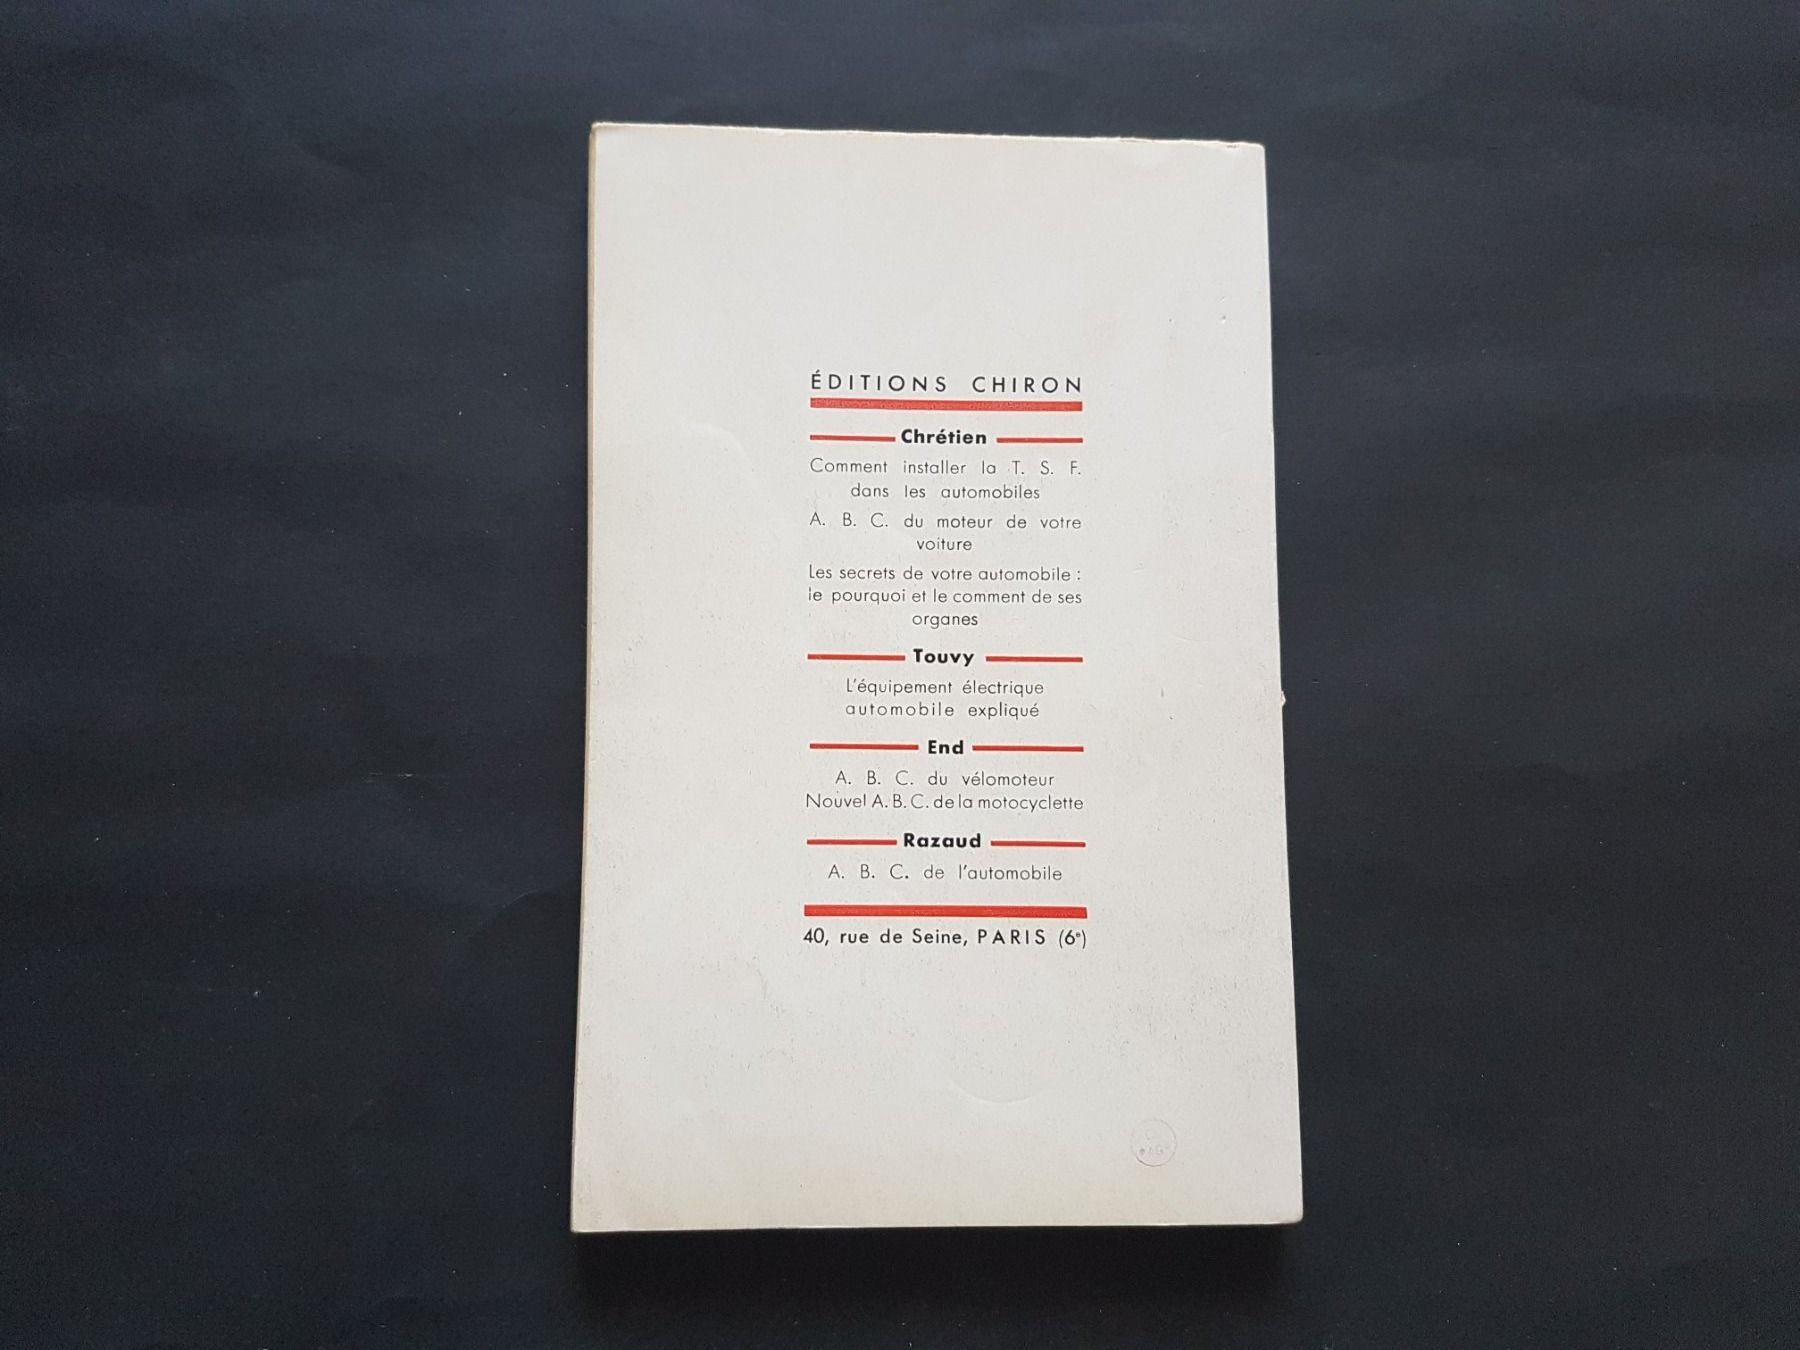 ÉDITIONS CHIRON
Chrétien
Comment installer la T. S. F.
dans les automobiles
A. B. C. du moteur de votre
voiture
Les secrets de votre automobile :
le pourquoi et le comment de ses
organes
Touvy
L'équipement électrique
automobile expliqué
End
A. B. C. du vélomoteur
Nouvel A. B. C. de la motocyclette
Razaud
A. B. C. de l'automobile
40, rue de Seine, PARIS (6e)